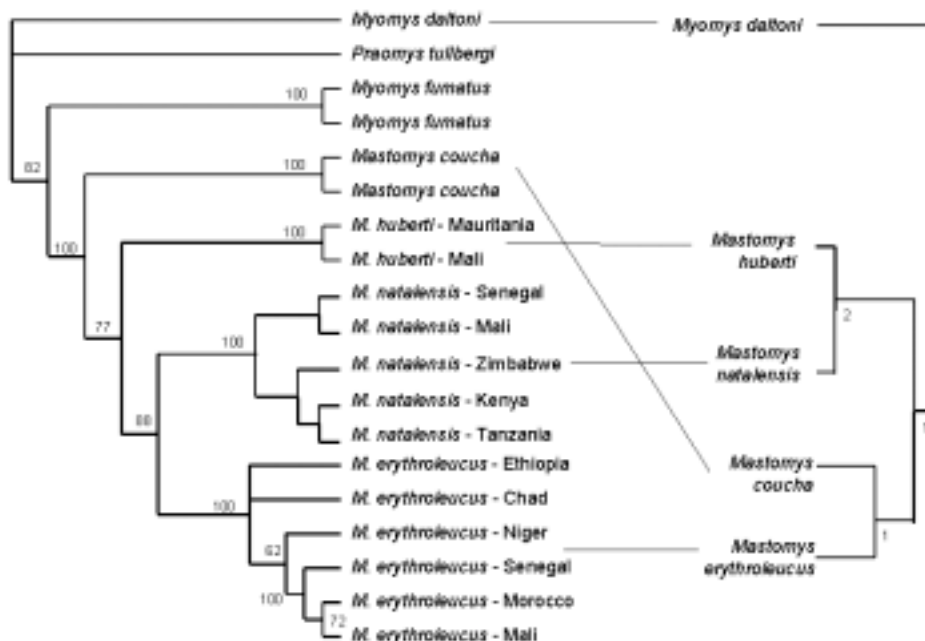 Myomys daltoni
Myomys daltoni
Praomys tullbergi
100
Myomys fumatus
Myomys fumatus
82
100
Mastomys coucha
Mastomys coucha
100
100
M. huberti - Mauritania
M. huberti - Mali
Mastomys
huberti
77
M. natalensis - Senegal
M. natalensis - Mali
2
100
M. natalensis - Zimbabwe
M. natalensis - Kenya
M. natalensis - Tanzania
Mastomys
natalensis
88
M. erythroleucus - Ethiopia
M. erythroleucus - Chad
Mastomys
coucha
100
M. erythroleucus - Niger
62
M. erythroleucus - Senegal
Mastomys
erythroleucus
1
100
M. erythroleucus - Morocco
72
M. erythroleucus - Mali